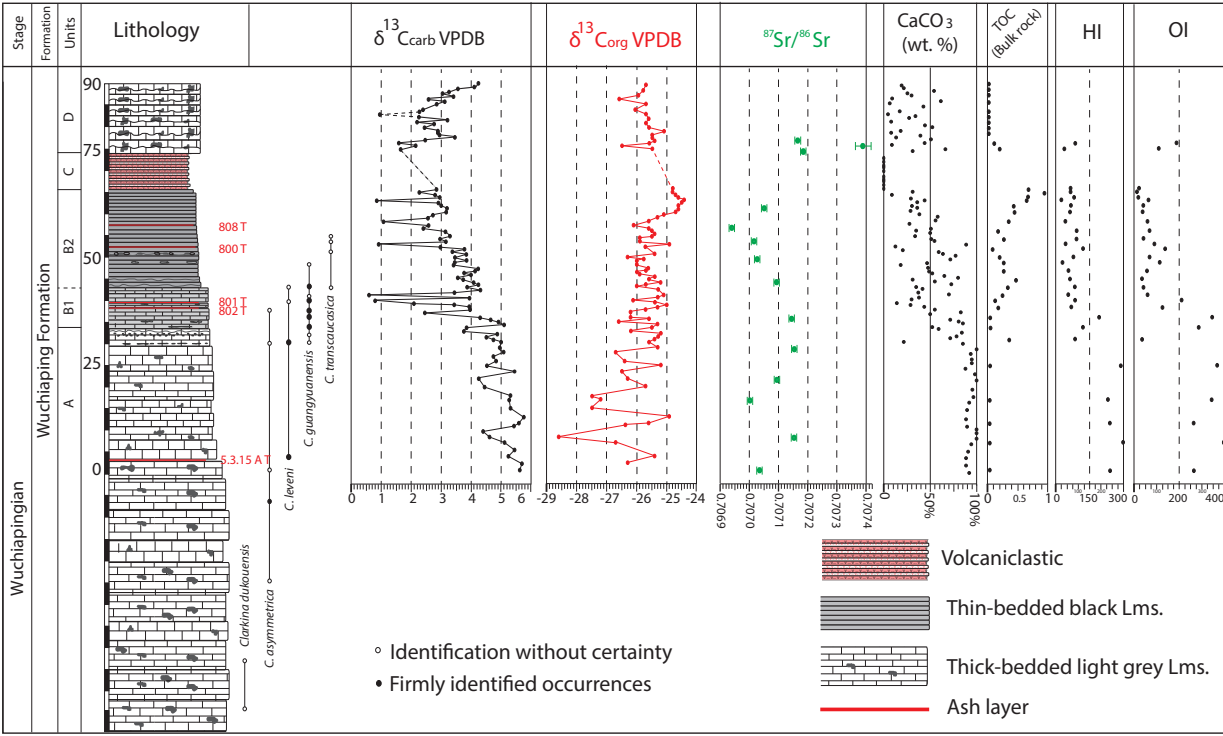 Stage
Formation
Units
Lithology
δ¹³Ccarb VPDB
δ¹³Corg VPDB
⁸⁷Sr/⁸⁶Sr
CaCO₃
(wt. %)
TOC
(Bulk rock)
HI
OI
Wuchiapingian
Wuchiaping Formation
D
C
B2
B1
A
90
75
50
25
0
808 T
800 T
801 T
802 T
5.3.15 A T
Clarkina dukouensis
C. asymmetrica
C. leveni
C. guangyuanensis
C. transcaucasica
0 1 2 3 4 5 6
-29 -28 -27 -26 -25 -24
0.7069 0.7070 0.7071 0.7072 0.7073 0.7074
0 50% 100%
0 0.5 1
0 100 150 200 300
0 100 200 300 400
Identification without certainty
Firmly identified occurrences
Volcaniclastic
Thin-bedded black Lms.
Thick-bedded light grey Lms.
Ash layer